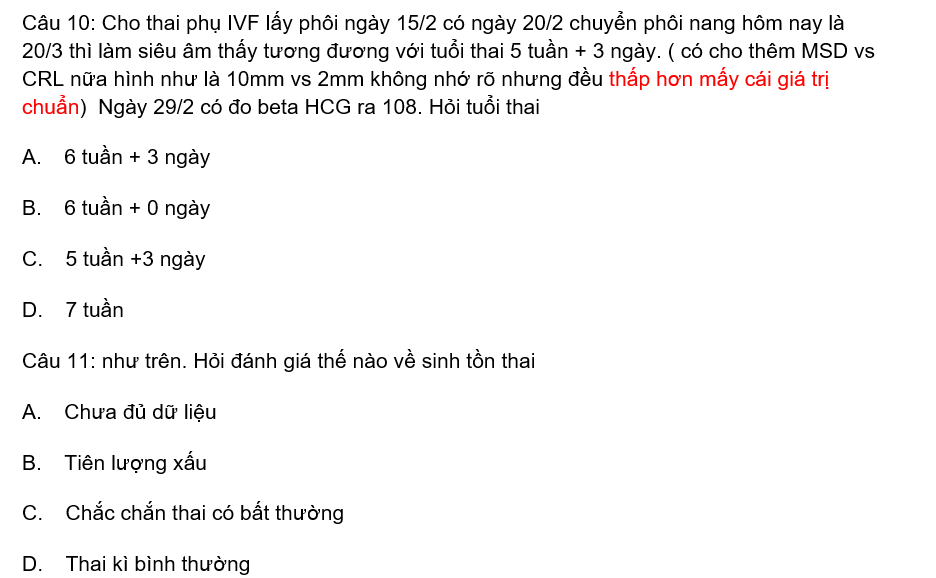 Câu 10: Cho thai phụ IVF lấy phôi ngày 15/2 có ngày 20/2 chuyển phôi nang hôm nay là
20/3 thì làm siêu âm thấy tương đương với tuổi thai 5 tuần + 3 ngày. ( có cho thêm MSD vs
CRL nữa hình như là 10mm vs 2mm không nhớ rõ nhưng đều thấp hơn mấy cái giá trị
chuẩn) Ngày 29/2 có đo beta HCG ra 108. Hỏi tuổi thai
A. 6 tuần + 3 ngày
B. 6 tuần + 0 ngày
C. 5 tuần +3 ngày
D. 7 tuần
Câu 11: như trên. Hỏi đánh giá thế nào về sinh tồn thai
A. Chưa đủ dữ liệu
B. Tiên lượng xấu
C. Chắc chắn thai có bất thường
D. Thai kì bình thường